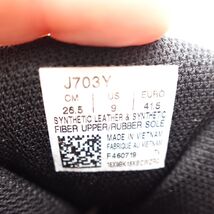 J703Y
CM US EURO
26.5 9 41.5
SYNTHETIC LEATHER & SYNTHETIC
FIBER UPPER/RUBBER SOLE
MADE IN VIETNAM
FABRIQUE AU VIETNAM
F460719